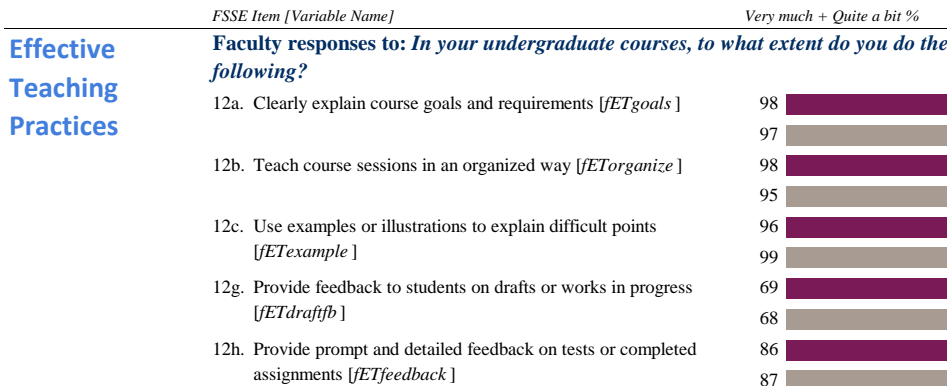 FSSE Item [Variable Name] Very much + Quite a bit %
Effective
Teaching
Practices
Faculty responses to: In your undergraduate courses, to what extent do you do the
following?
12a. Clearly explain course goals and requirements [fETgoals ] 98
97
12b. Teach course sessions in an organized way [fETorganize ] 98
95
12c. Use examples or illustrations to explain difficult points 96
[fETexample ] 99
12g. Provide feedback to students on drafts or works in progress 69
[fETdraftfb ] 68
12h. Provide prompt and detailed feedback on tests or completed 86
assignments [fETfeedback ] 87